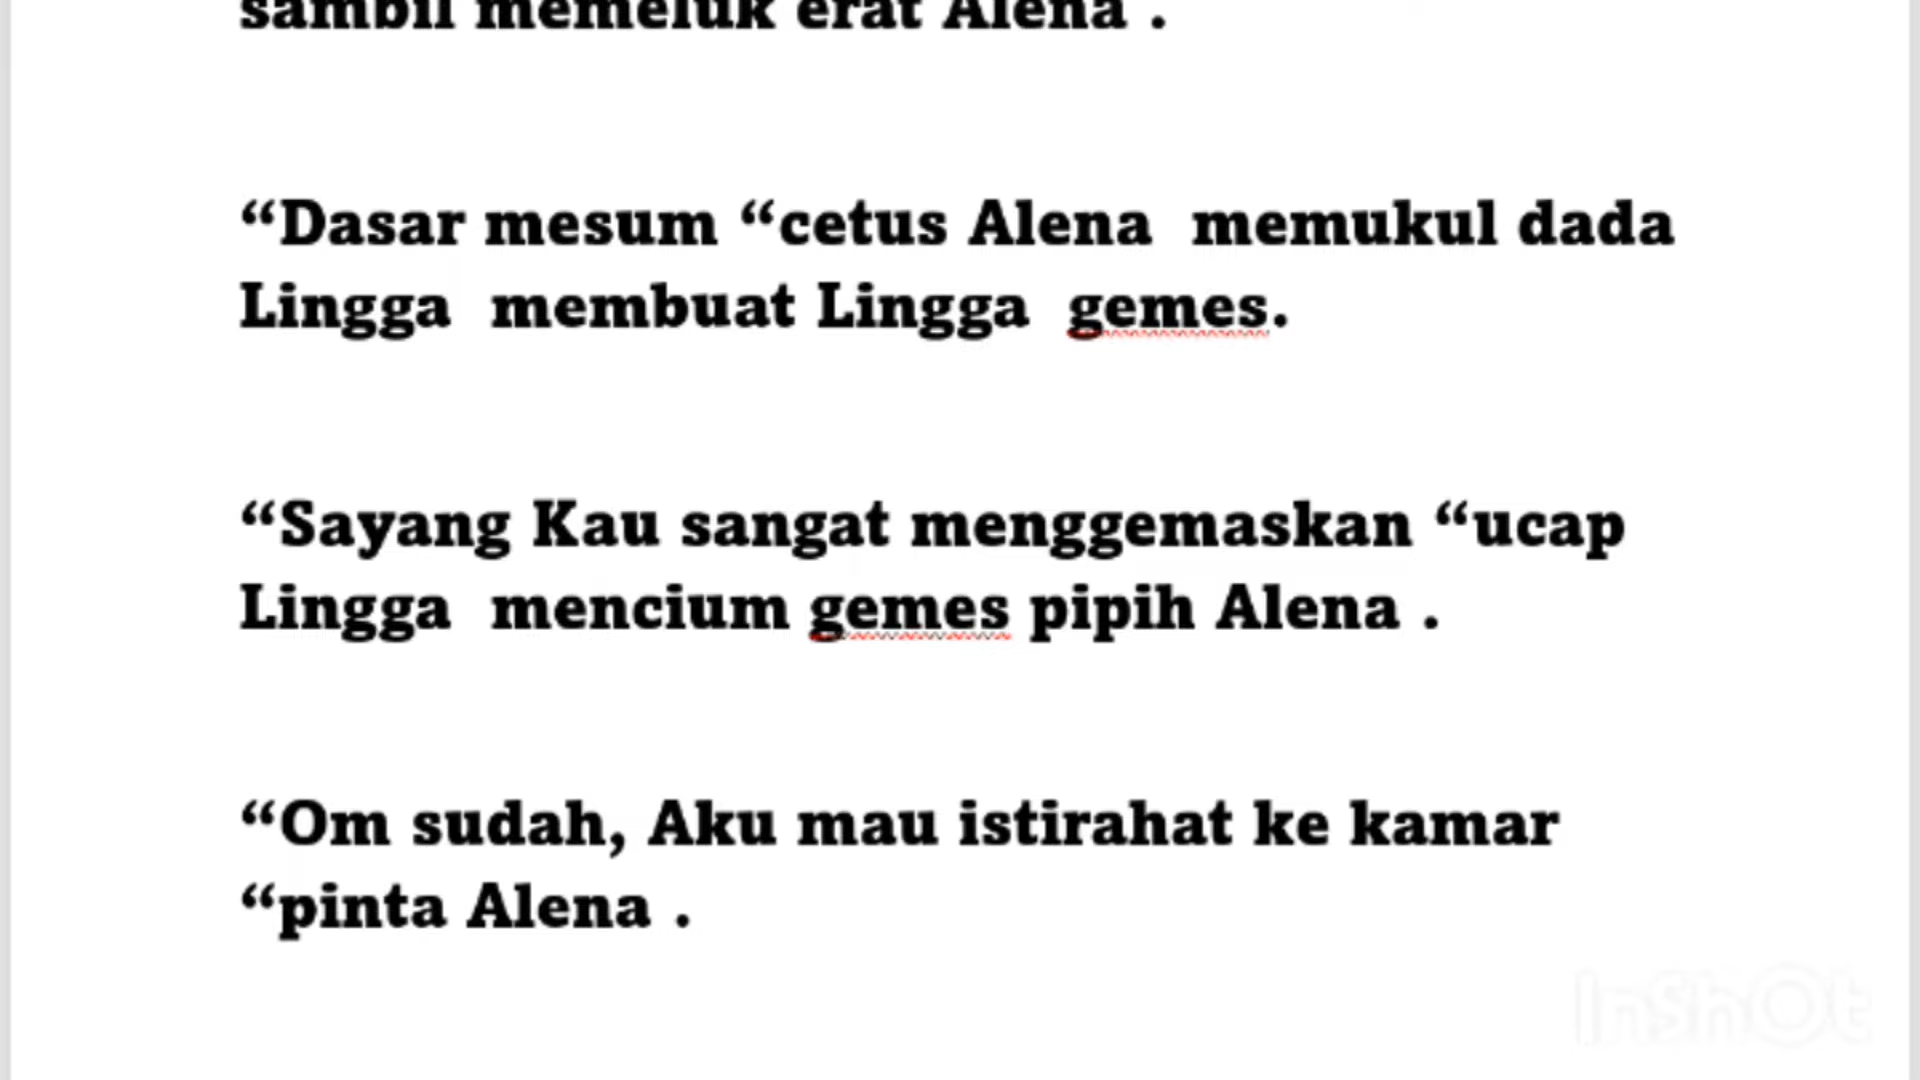 sambil memeluk erat Alena .
“Dasar mesum “cetus Alena  memukul dada
Lingga  membuat Lingga  gemes.
“Sayang Kau sangat menggemaskan “ucap
Lingga  mencium gemes pipih Alena .
“Om sudah, Aku mau istirahat ke kamar
“pinta Alena .
InShOt